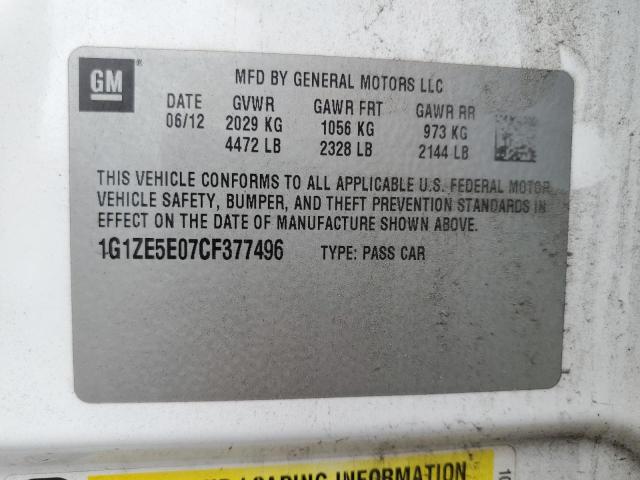 GM
MFD BY GENERAL MOTORS LLC
DATE GVWR GAWR FRT GAWR RR
06/12 2029 KG 1056 KG 973 KG
4472 LB 2328 LB 2144 LB
THIS VEHICLE CONFORMS TO ALL APPLICABLE U.S. FEDERAL MOTOR
VEHICLE SAFETY, BUMPER, AND THEFT PREVENTION STANDARDS IN
EFFECT ON THE DATE OF MANUFACTURE SHOWN ABOVE.
1G1ZE5E07CF377496 TYPE: PASS CAR
LOADING INFORMATION